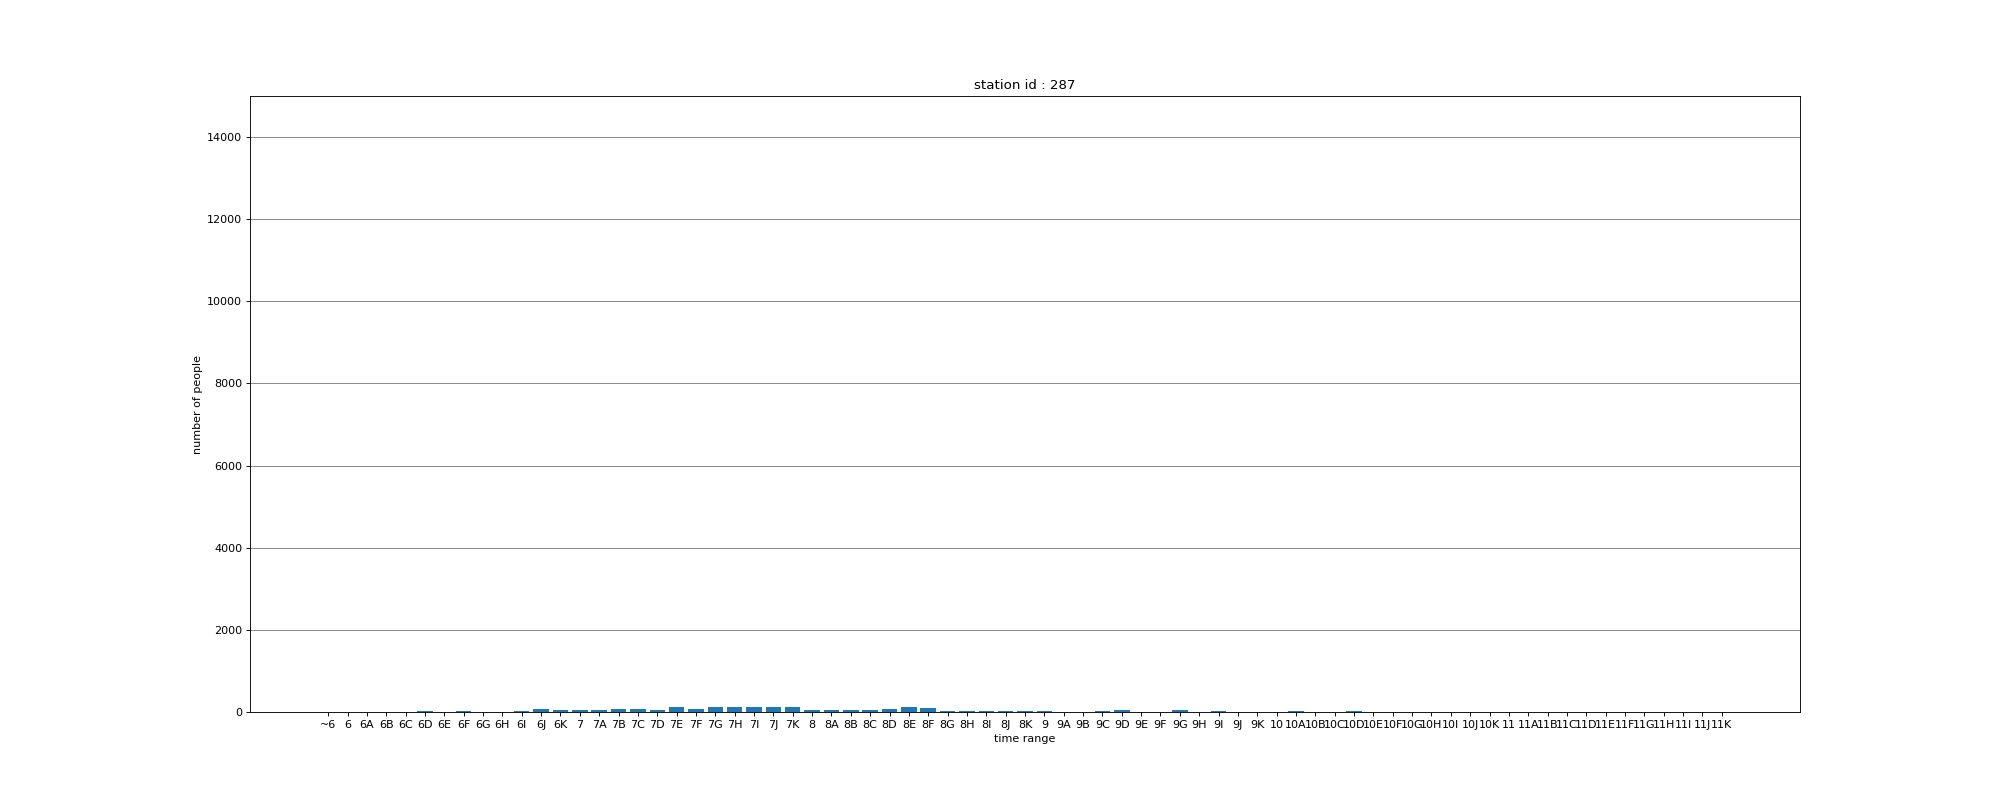 station id : 287
14000
12000
10000
8000
6000
4000
2000
0
number of people
~6 6 6A 6B 6C 6D 6E 6F 6G 6H 6I 6J 6K 7 7A 7B 7C 7D 7E 7F 7G 7H 7I 7J 7K 8 8A 8B 8C 8D 8E 8F 8G 8H 8I 8J 8K 9 9A 9B 9C 9D 9E 9F 9G 9H 9I 9J 9K 10 10A 10B 10C 10D 10E 10F 10G 10H 10I 10J 10K 11 11A 11B 11C 11D 11E 11F 11G 11H 11I 11J 11K
time range